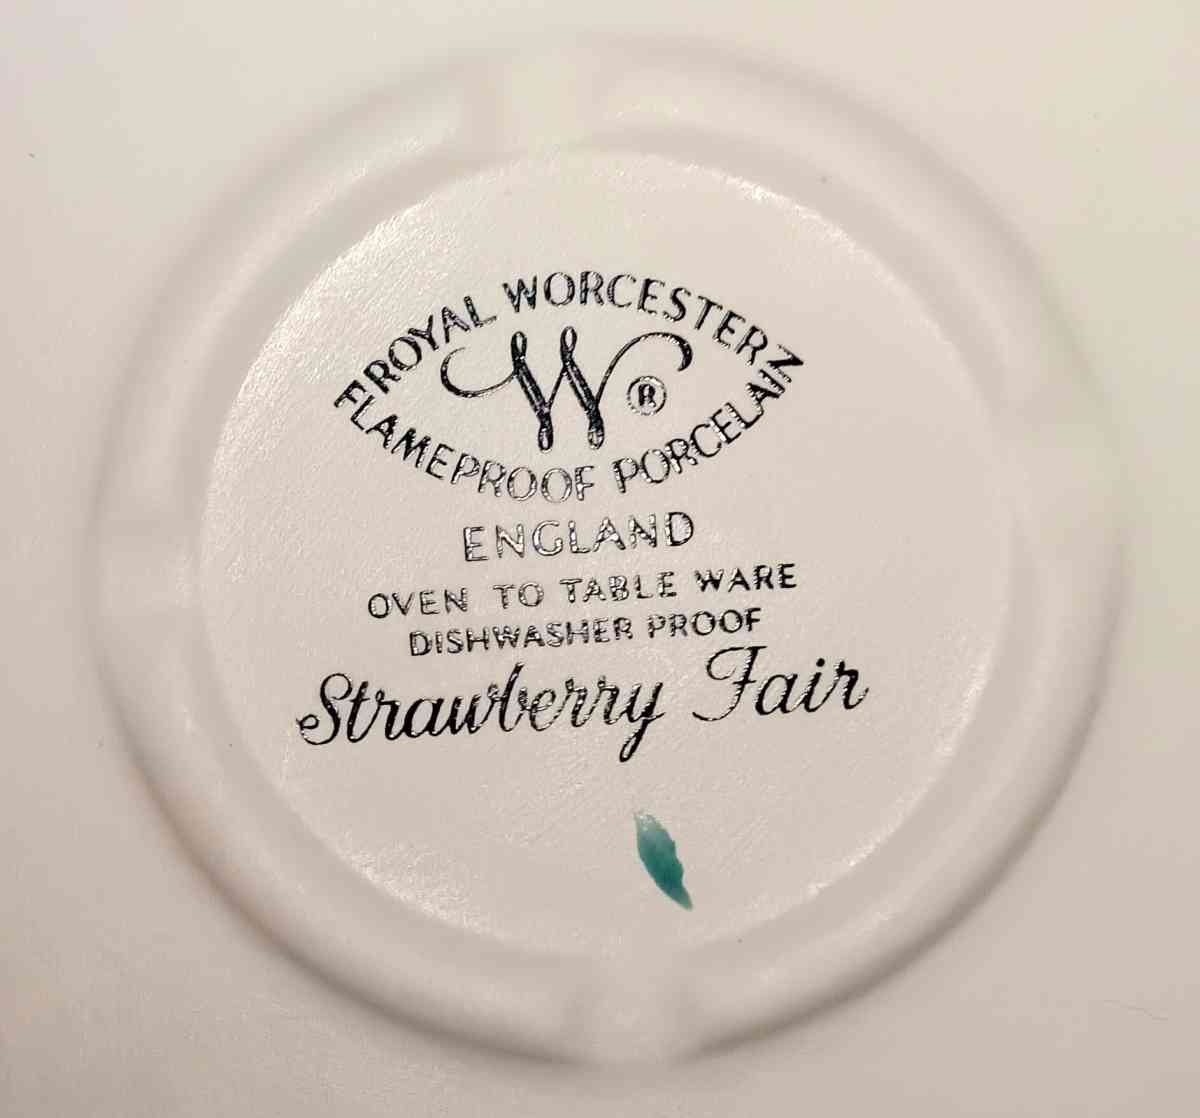 ROYAL WORCESTER
W ®
FLAMEPROOF PORCELAIN
ENGLAND
OVEN TO TABLE WARE
DISHWASHER PROOF
Strawberry Fair